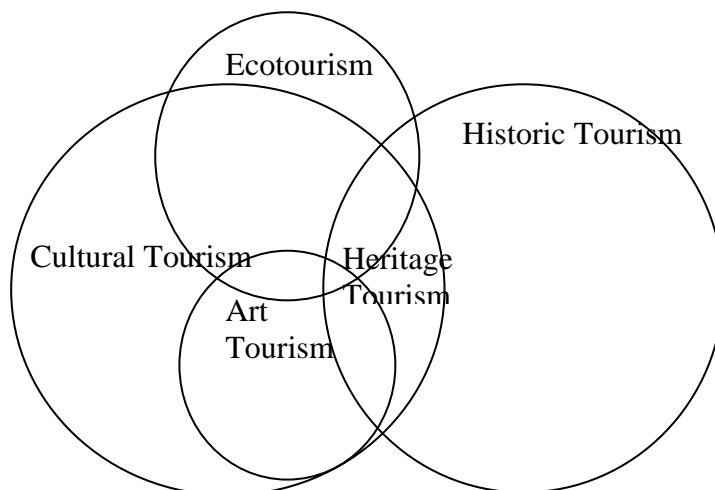 Ecotourism
Historic Tourism
Cultural Tourism
Heritage
Tourism
Art
Tourism